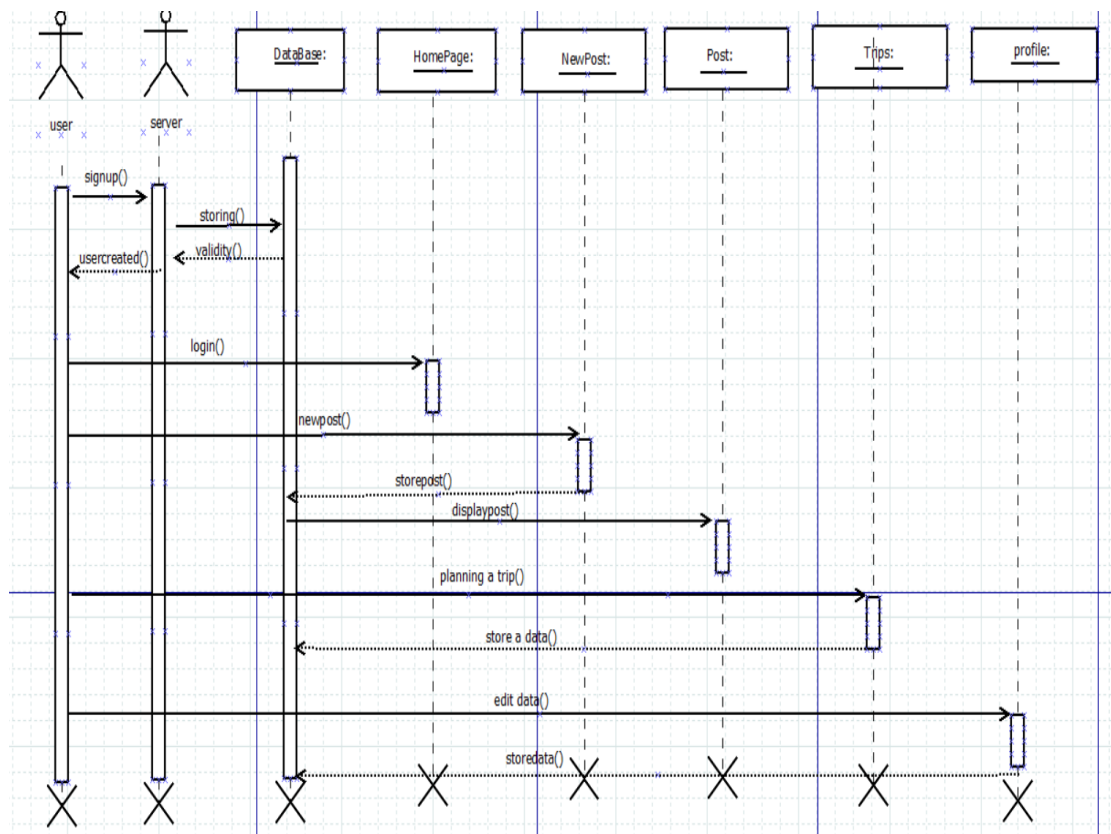 DataBase:
HomePage:
NewPost:
Post:
Trips:
profile:
user
server
signup()
storing()
validity()
usercreated()
login()
newpost()
storepost()
displaypost()
planning a trip()
store a data()
edit data()
storedata()